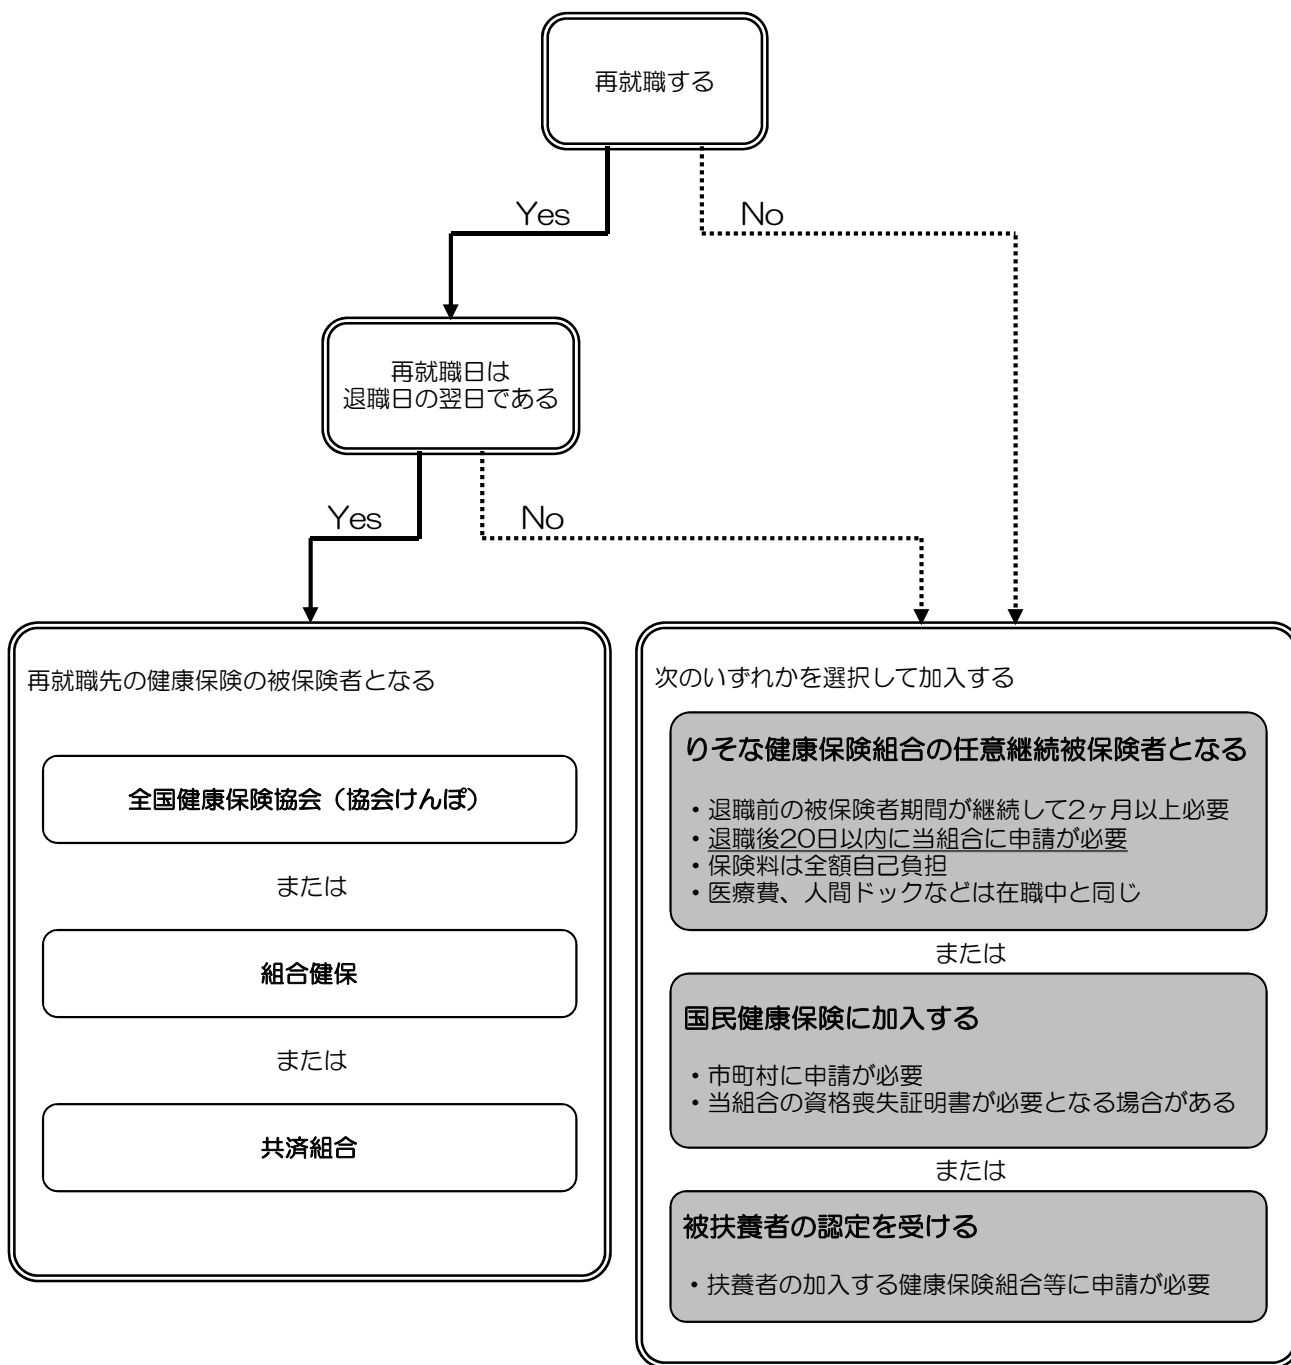 再就職する
Yes
No
再就職日は
退職日の翌日である
Yes
No
再就職先の健康保険の被保険者となる
全国健康保険協会（協会けんぽ）
または
組合健保
または
共済組合
次のいずれかを選択して加入する
りそな健康保険組合の任意継続被保険者となる
・退職前の被保険者期間が継続して2ヶ月以上必要
・退職後20日以内に当組合に申請が必要
・保険料は全額自己負担
・医療費、人間ドックなどは在職中と同じ
または
国民健康保険に加入する
・市町村に申請が必要
・当組合の資格喪失証明書が必要となる場合がある
または
被扶養者の認定を受ける
・扶養者の加入する健康保険組合等に申請が必要